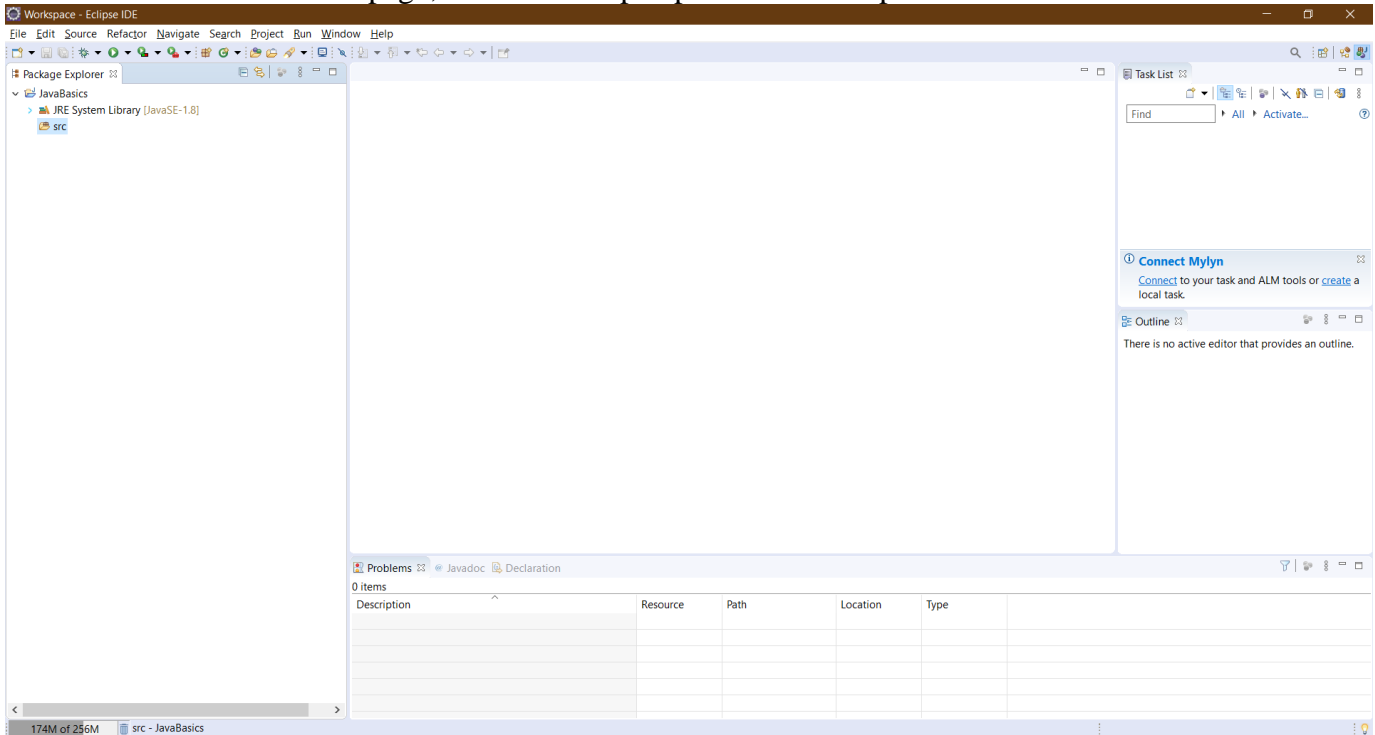 Workspace - Eclipse IDE
File Edit Source Refactor Navigate Search Project Run Window Help
Package Explorer
JavaBasics
JRE System Library [JavaSE-1.8]
src
Task List
Find
All
Activate...
Connect Mylyn
Connect to your task and ALM tools or create a
local task.
Outline
There is no active editor that provides an outline.
Problems Javadoc Declaration
0 items
Description Resource Path Location Type
174M of 256M
src - JavaBasics